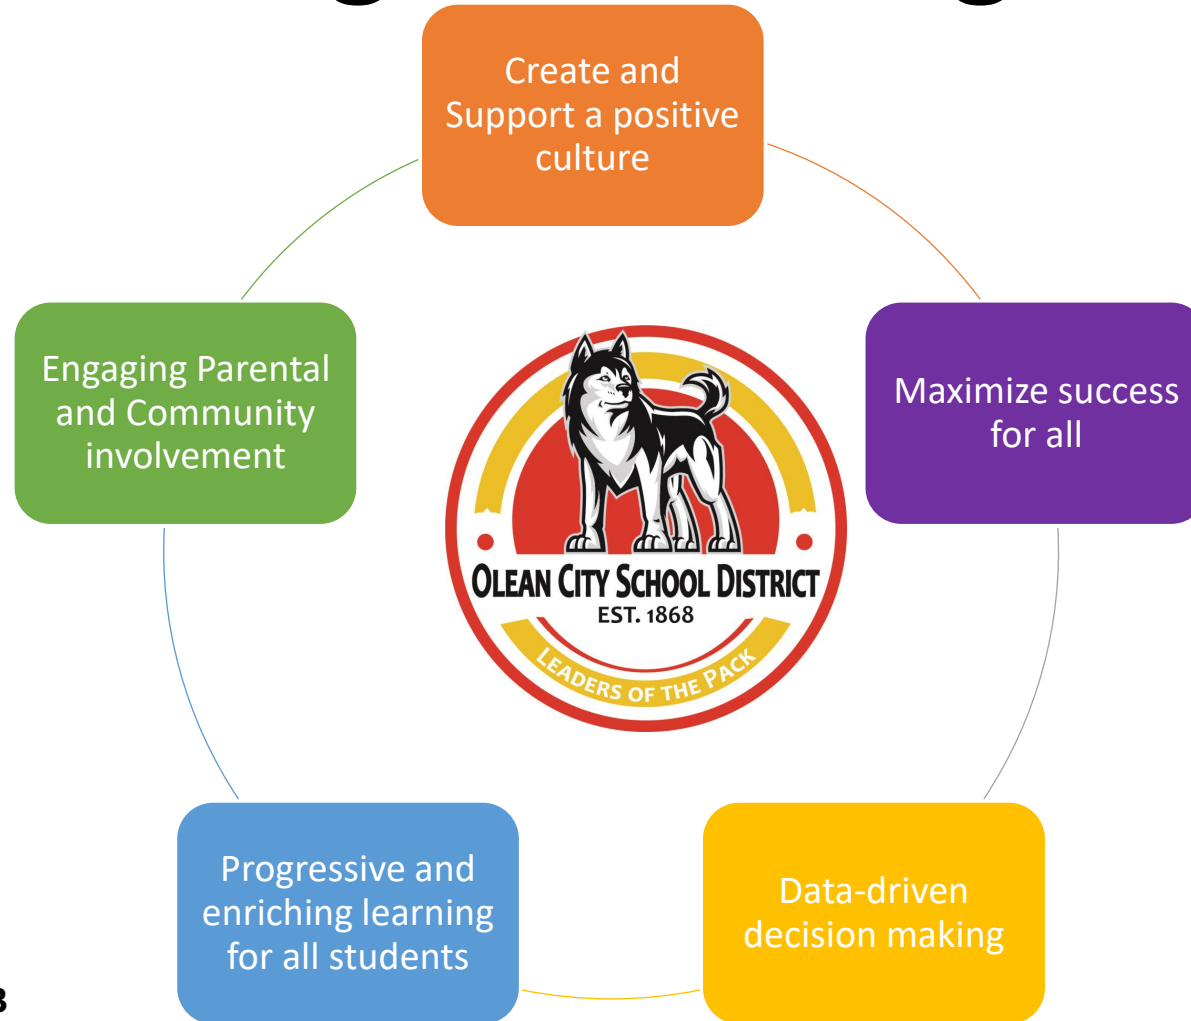 Create and
Support a positive
culture
Engaging Parental
and Community
involvement
Maximize success
for all
OLEAN CITY SCHOOL DISTRICT
EST. 1868
LEADERS OF THE PACK
Progressive and
enriching learning
for all students
Data-driven
decision making